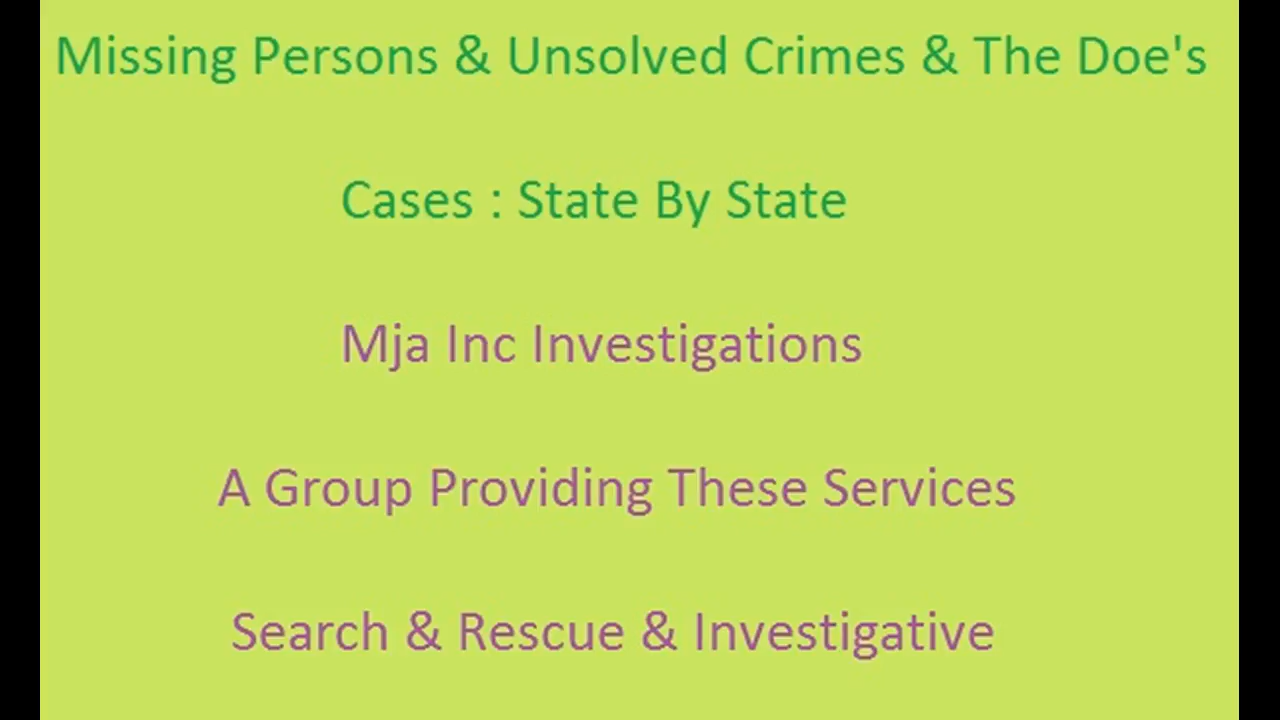 Missing Persons & Unsolved Crimes & The Doe's
Cases : State By State
Mja Inc Investigations
A Group Providing These Services
Search & Rescue & Investigative